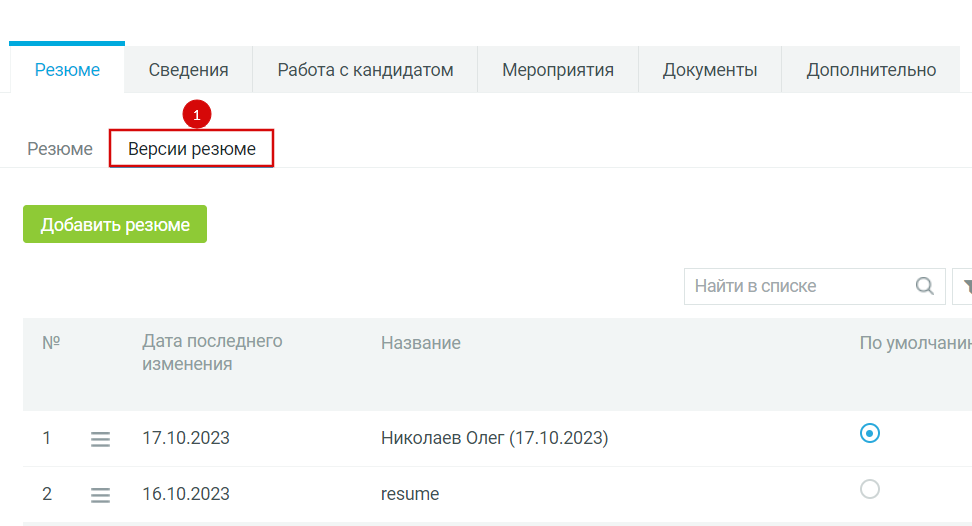 Резюме Сведения Работа с кандидатом Мероприятия Документы Дополнительно
1
Резюме Версии резюме
Добавить резюме
Найти в списке
№ Дата последнего изменения Название По умолчани
1 17.10.2023 Николаев Олег (17.10.2023)
2 16.10.2023 resume